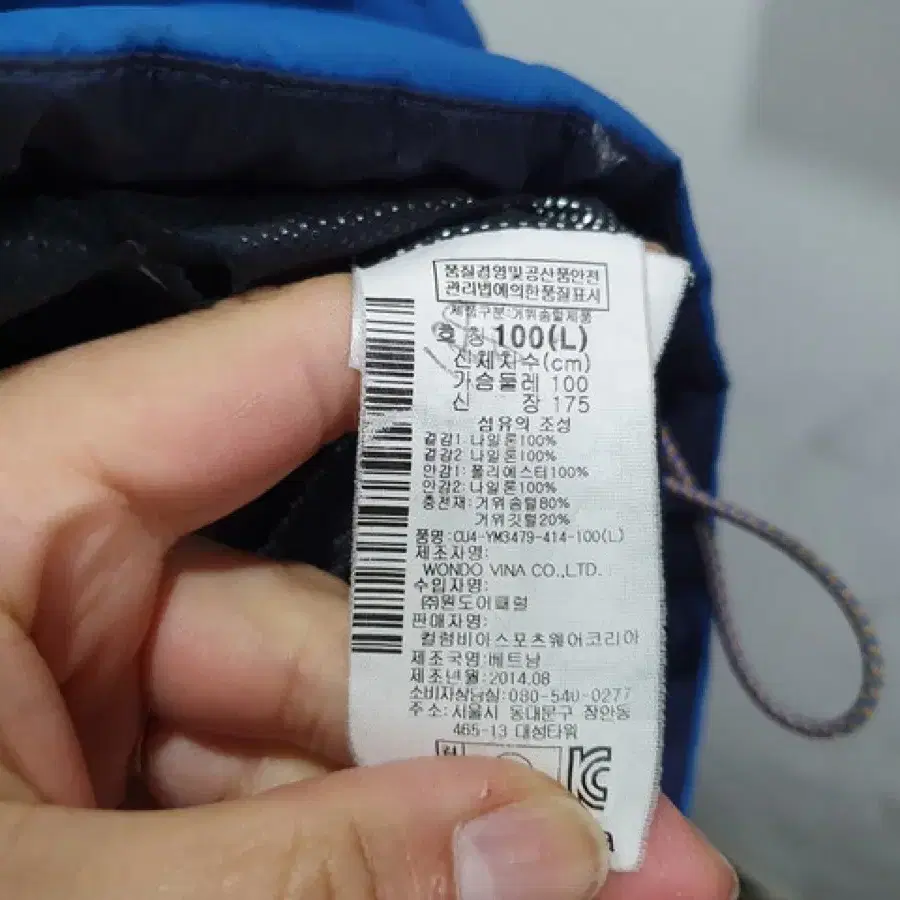 품질경영및공산품안전
관리법에의한품질표시
제품구분:거위솜털제품
호 칭 100(L)
신체치수(cm)
가슴둘레 100
신 장 175
섬유의 조성
겉감1: 나일론100%
겉감2: 나일론100%
안감1: 폴리에스터100%
안감2: 나일론100%
충전재: 거위솜털80%
거위깃털20%
품명:CU4-YM3479-414-100(L)
제조자명:
WONDO VINA CO.,LTD.
수입자명:
㈜원도어패럴
판매자명:
컬럼비아스포츠웨어코리아
제조국명:베트남
제조년월:2014.08
소비자상담실:080-540-0277
주소:서울시 동대문구 장안동
465-13 대성타워